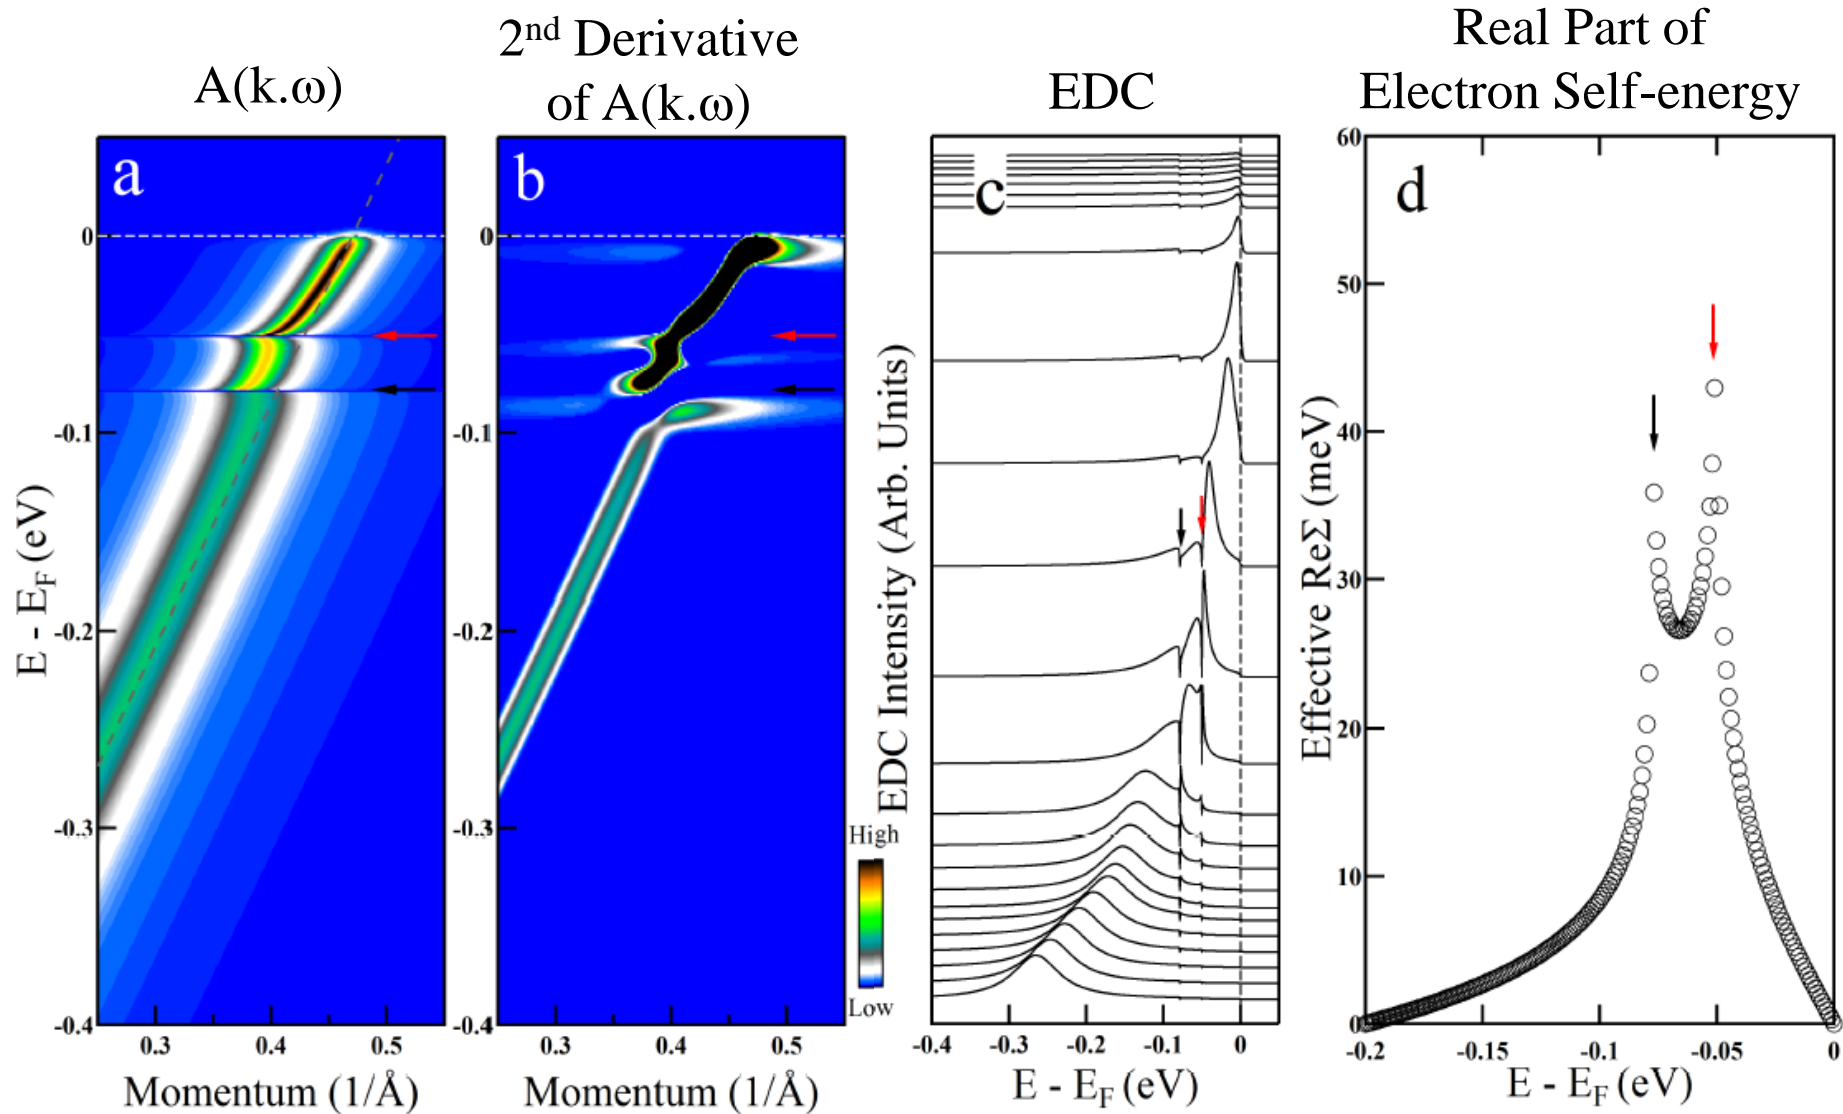 A(k.ω)
2nd Derivative
of A(k.ω)
EDC
Real Part of
Electron Self-energy
a
0
-0.1
-0.2
-0.3
-0.4
0.3
0.4
0.5
E - EF (eV)
Momentum (1/Å)
b
0
-0.1
-0.2
-0.3
-0.4
0.3
0.4
0.5
Momentum (1/Å)
High
Low
c
EDC Intensity (Arb. Units)
-0.4
-0.3
-0.2
-0.1
0
E - EF (eV)
d
60
50
40
30
20
10
0
Effective ReΣ (meV)
-0.2
-0.15
-0.1
-0.05
0
E - EF (eV)